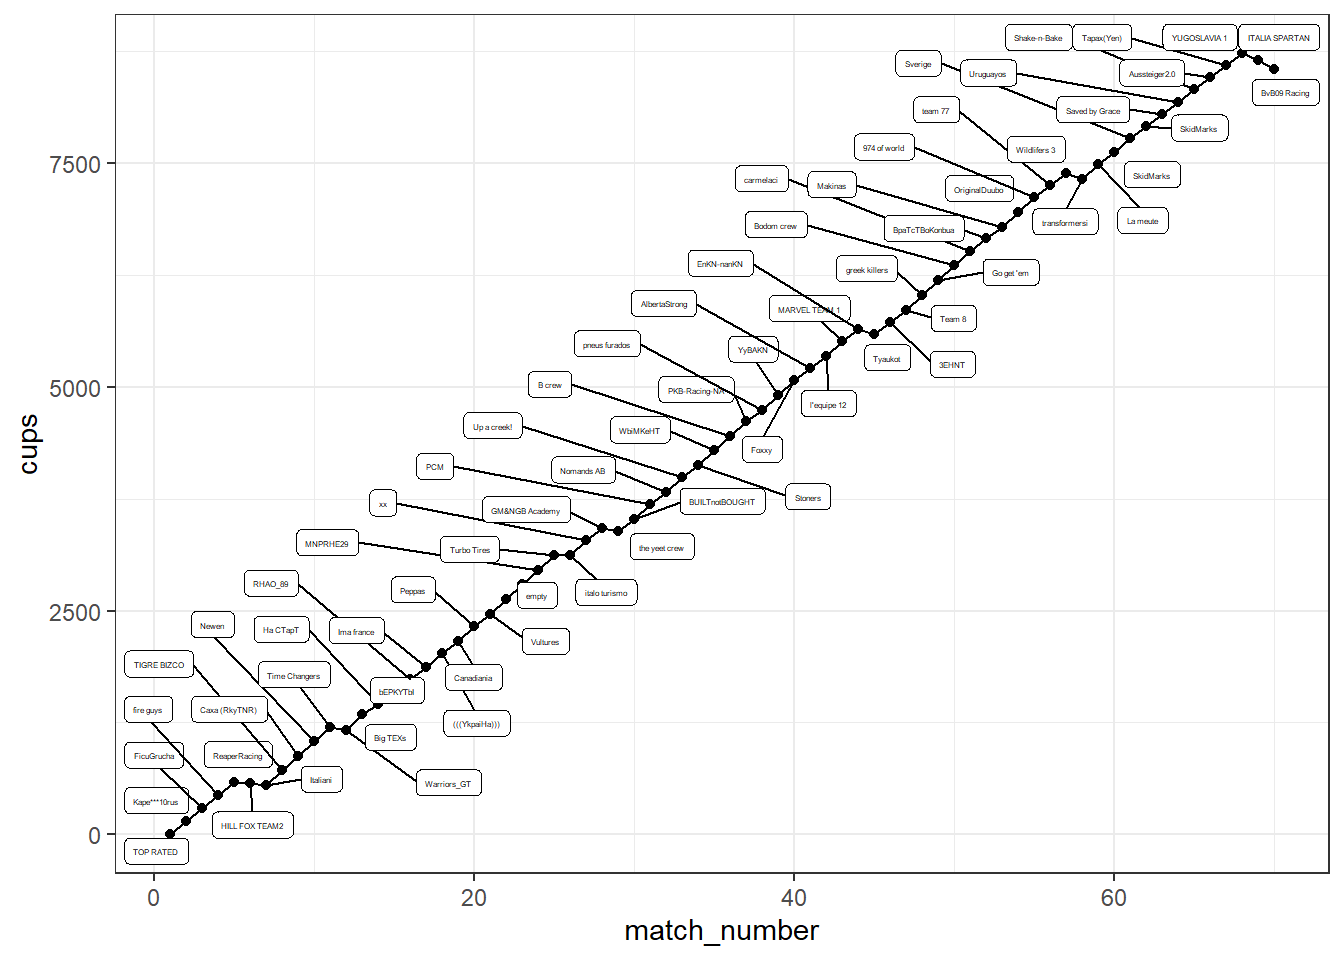 Shake-n-Bake
Tapax(Yen)
YUGOSLAVIA 1
ITALIA SPARTAN
Sverige
Uruguayos
Aussteiger2.0
BvB09 Racing
team 77
Saved by Grace
SkidMarks
7500
974 of world
Wildlifers 3
carmelaci
Makinas
OriginalDuubo
SkidMarks
Bodom crew
BpaTcTBoKonbua
transformersi
La meute
EnKN-nanKN
greek killers
Go get 'em
AlbertaStrong
MARVEL TEAM 1
Team 8
pneus furados
YyBAKN
Tyaukot
3EHNT
5000
B crew
PKB-Racing-NA
l'equipe 12
Up a creek!
WbiMKeHT
Foxxy
PCM
Nomands AB
Stoners
xx
GM&NGB Academy
BUILTnotBOUGHT
MNPRHE29
Turbo Tires
the yeet crew
RHAO_89
Peppas
empty
italo turismo
2500
Newen
Ha CTapT
Ima france
Vultures
TIGRE BIZCO
Time Changers
bEPKYTbI
Canadiania
fire guys
Caxa (RkyTNR)
(((YkpaiHa)))
FicuGrucha
ReaperRacing
Big TEXs
Italiani
Warriors_GT
Kape***10rus
HILL FOX TEAM2
0
TOP RATED
0
20
40
60
match_number
cups